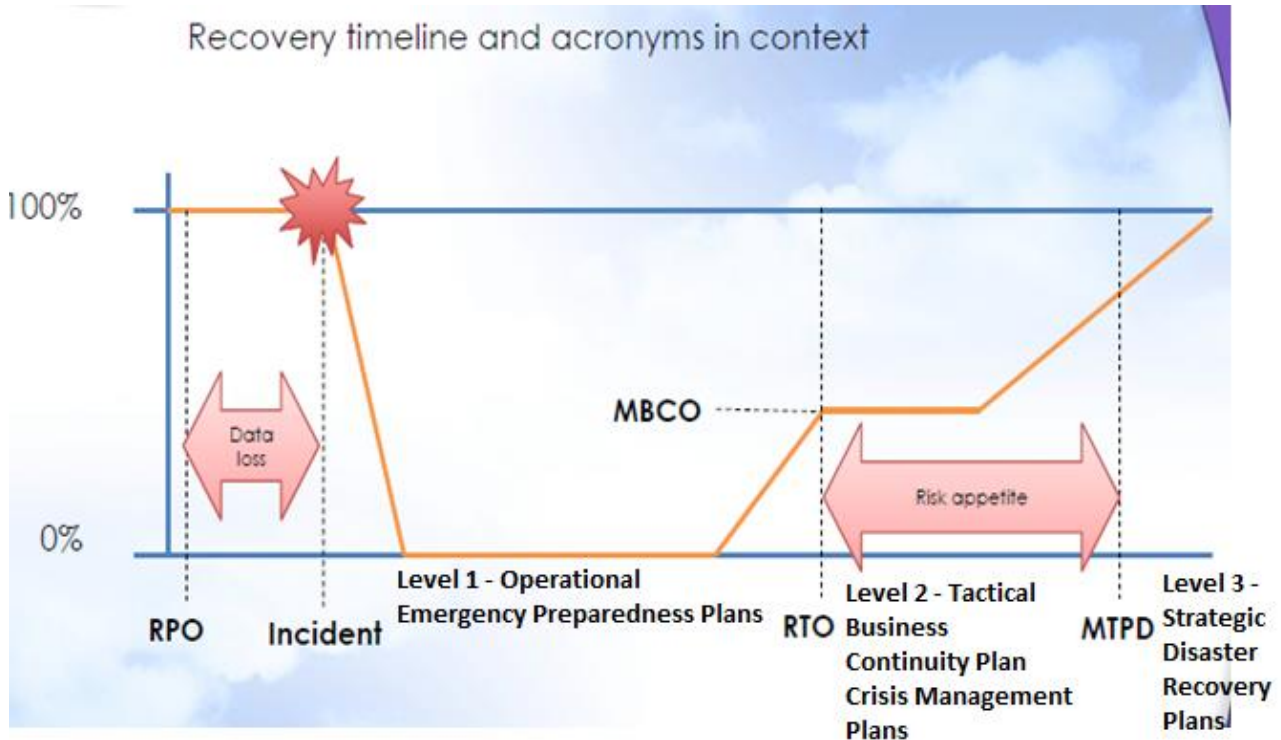 Recovery timeline and acronyms in context
100%
Data
loss
MBCO
Risk appetite
0%
RPO
Incident
Level 1 - Operational
Emergency Preparedness Plans
RTO
Level 2 - Tactical
Business
Continuity Plan
Crisis Management
Plans
MTPD
Level 3 -
Strategic
Disaster
Recovery
Plans